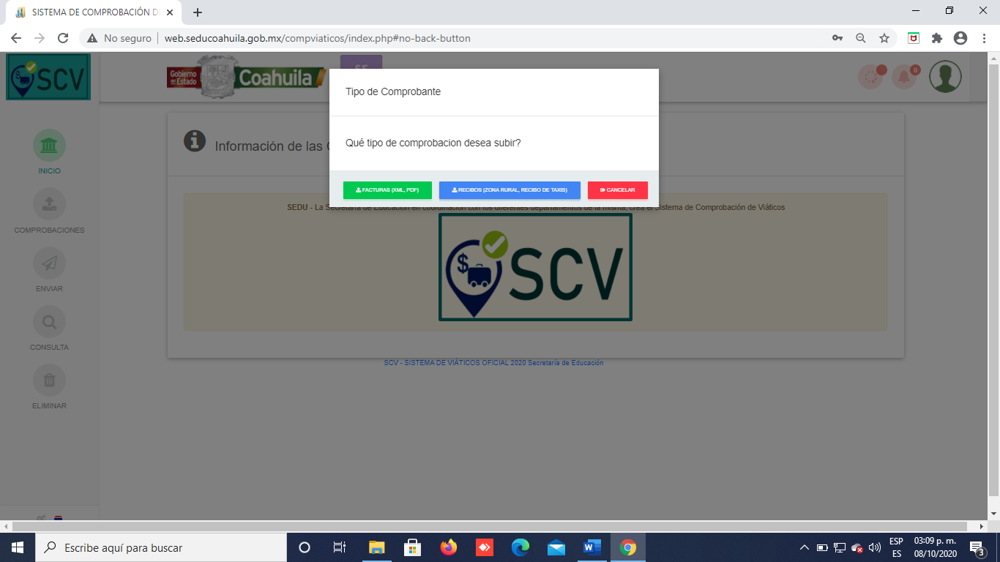 SISTEMA DE COMPROBACIÓN D
No seguro
web.seducoahuila.gob.mx/compviaticos/index.php#no-back-button
SCV
Gobierno
del Estado
Coahuila
0
Tipo de Comprobante
Qué tipo de comprobacion desea subir?
FACTURAS (XML, PDF)
RECIBOS (ZONA RURAL, RECIBO DE TAXIS)
CANCELAR
INICIO
COMPROBACIONES
ENVIAR
CONSULTA
ELIMINAR
Información de las
SEDU - La Secretaría de Educación en coordinación con los diferentes departamentos de la misma, crea el Sistema de Comprobación de Viáticos
$ SCV
SCV - SISTEMA DE VIÁTICOS OFICIAL 2020 Secretaría de Educación
Escribe aquí para buscar
ESP
ES
03:09 p. m.
08/10/2020
3